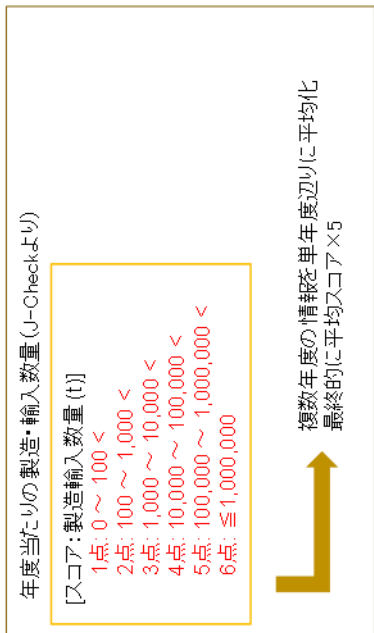 年度当たりの製造・輸入数量(J-Checkより)
[スコア：製造輸入数量(t)]
1点: 0 ～ 100 <
2点: 100 ～ 1,000 <
3点: 1,000 ～ 10,000 <
4点: 10,000 ～ 100,000 <
5点: 100,000 ～ 1,000,000 <
6点: ≦1,000,000
複数年度の情報を単年度辺りに平均化
最終的に平均スコア×5